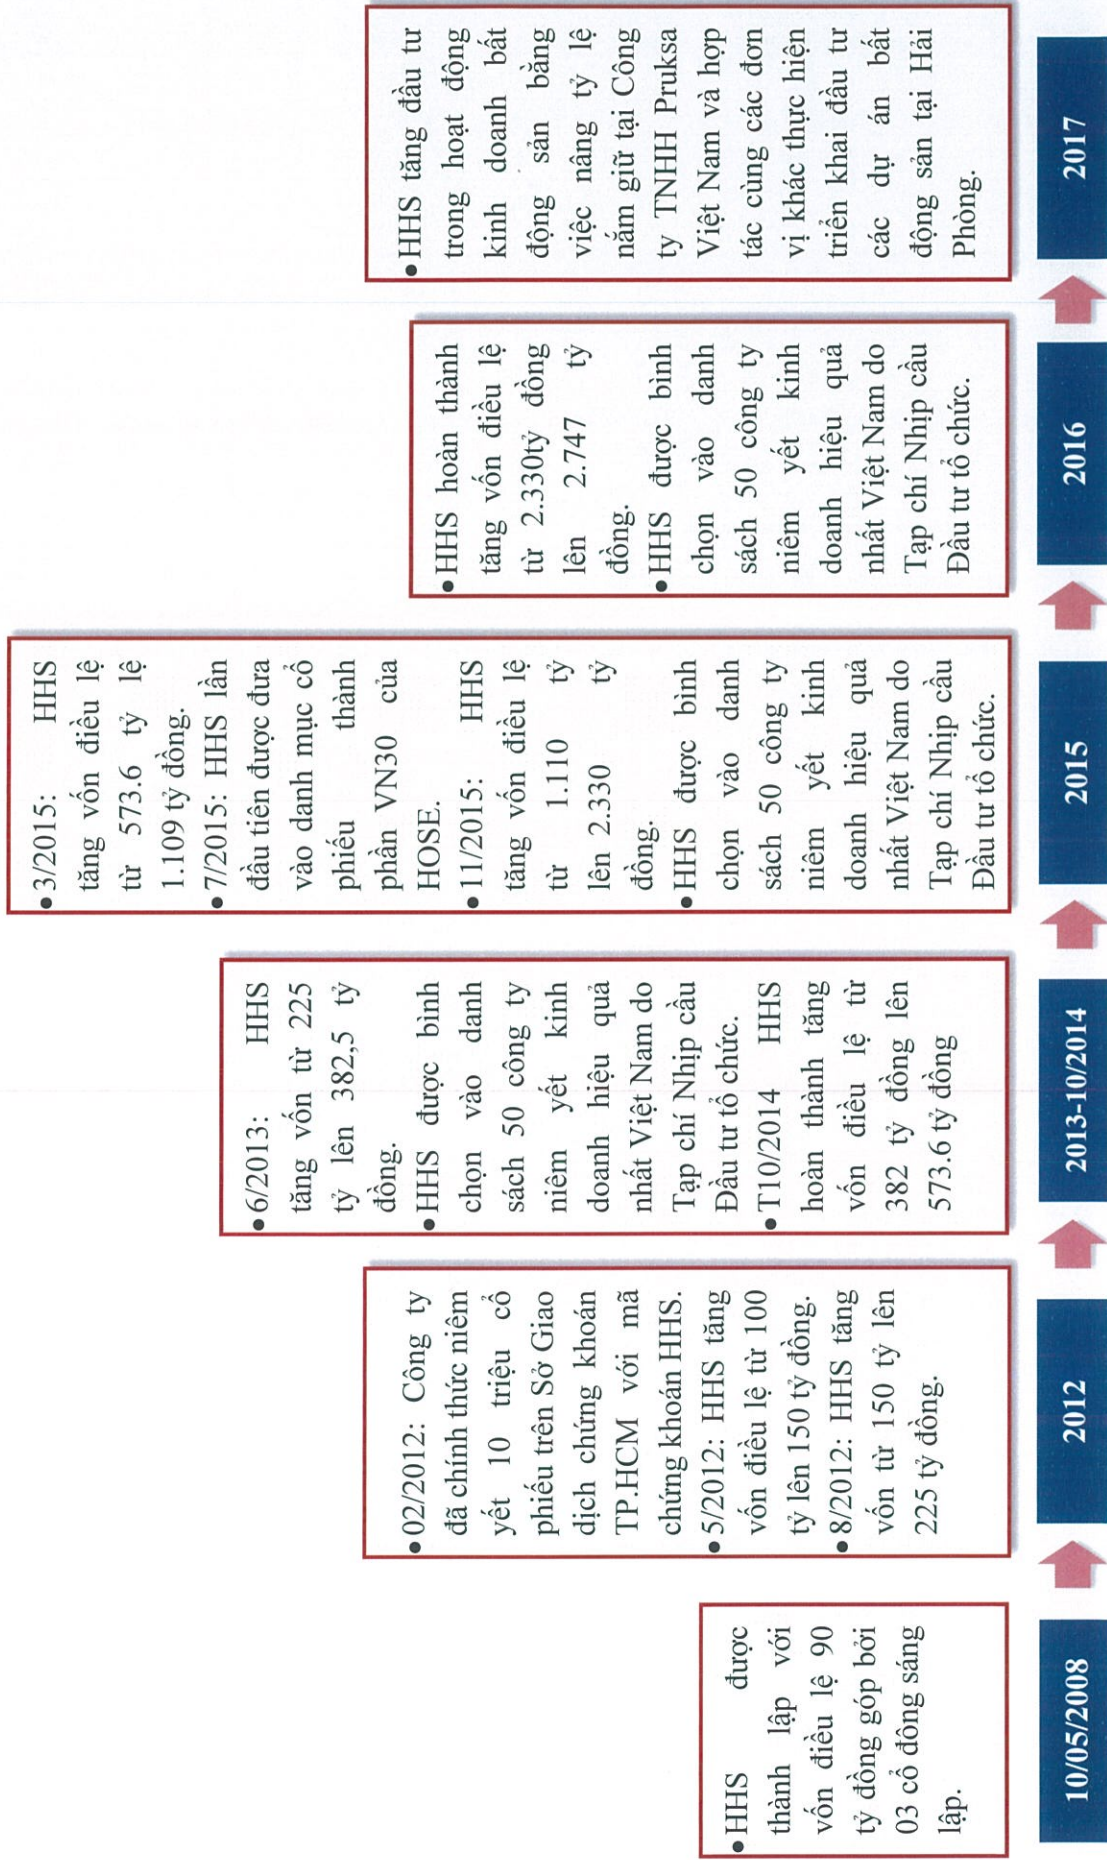 •HHS được
thành lập với
vốn điều lệ 90
tỷ đồng góp bởi
03 cổ đông sáng
lập.
10/05/2008
•02/2012: Công ty
đã chính thức niêm
yết 10 triệu cổ
phiếu trên Sở Giao
dịch chứng khoán
TP.HCM với mã
chứng khoán HHS.
•5/2012: HHS tăng
vốn điều lệ từ 100
tỷ lên 150 tỷ đồng.
•8/2012: HHS tăng
vốn từ 150 tỷ lên
225 tỷ đồng.
2012
•6/2013: HHS
tăng vốn từ 225
tỷ lên 382,5 tỷ
đồng.
•HHS được bình
chọn vào danh
sách 50 công ty
niêm yết kinh
doanh hiệu quả
nhất Việt Nam do
Tạp chí Nhịp cầu
Đầu tư tổ chức.
•T10/2014 HHS
hoàn thành tăng
vốn điều lệ từ
382 tỷ đồng lên
573.6 tỷ đồng
2013-10/2014
•3/2015: HHS
tăng vốn điều lệ
từ 573.6 tỷ lệ
1.109 tỷ đồng.
•7/2015: HHS lần
đầu tiên được đưa
vào danh mục cổ
phiếu thành
phần VN30 của
HOSE.
•11/2015: HHS
tăng vốn điều lệ
từ 1.110 tỷ
lên 2.330 tỷ
đồng.
•HHS được bình
chọn vào danh
sách 50 công ty
niêm yết kinh
doanh hiệu quả
nhất Việt Nam do
Tạp chí Nhịp cầu
Đầu tư tổ chức.
2015
•HHS hoàn thành
tăng vốn điều lệ
từ 2.330tỷ đồng
lên 2.747 tỷ
đồng.
•HHS được bình
chọn vào danh
sách 50 công ty
niêm yết kinh
doanh hiệu quả
nhất Việt Nam do
Tạp chí Nhịp cầu
Đầu tư tổ chức.
2016
•HHS tăng đầu tư
trong hoạt động
kinh doanh bất
động sản bằng
việc nâng tỷ lệ
nắm giữ tại Công
ty TNHH Pruksa
Việt Nam và hợp
tác cùng các đơn
vị khác thực hiện
triển khai đầu tư
các dự án bất
động sản tại Hải
Phòng.
2017